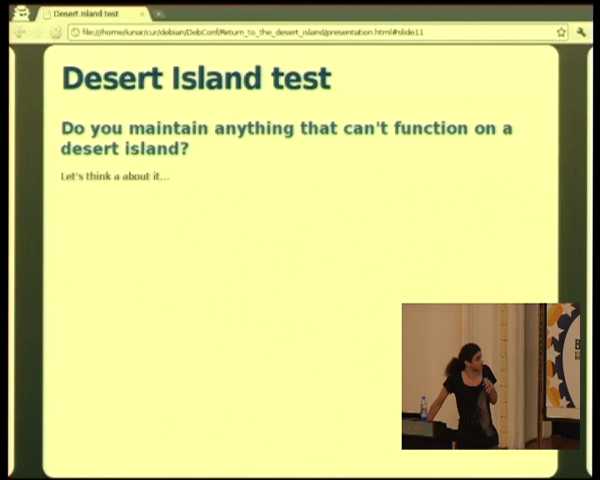 Desert Island test
file:///home/lunar/cur/debian/DebConf/Return_to_the_desert_island/presentation.html#slide11
Desert Island test
Do you maintain anything that can't function on a
desert island?
Let's think a about it...
B